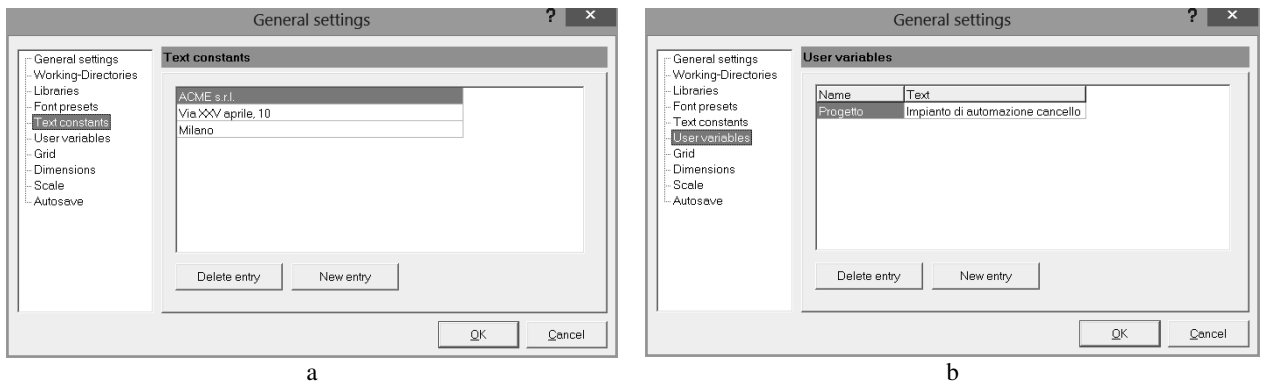 General settings ? ×
General settings
Working-Directories
Libraries
Font presets
Text constants
User variables
Grid
Dimensions
Scale
Autosave
Text constants
ACME s.r.l.
Via XXV aprile, 10
Milano
Delete entry New entry
OK Cancel
a
General settings ? ×
General settings
Working-Directories
Libraries
Font presets
Text constants
User variables
Grid
Dimensions
Scale
Autosave
User variables
Name Text
Progetto Impianto di automazione cancello
Delete entry New entry
OK Cancel
b